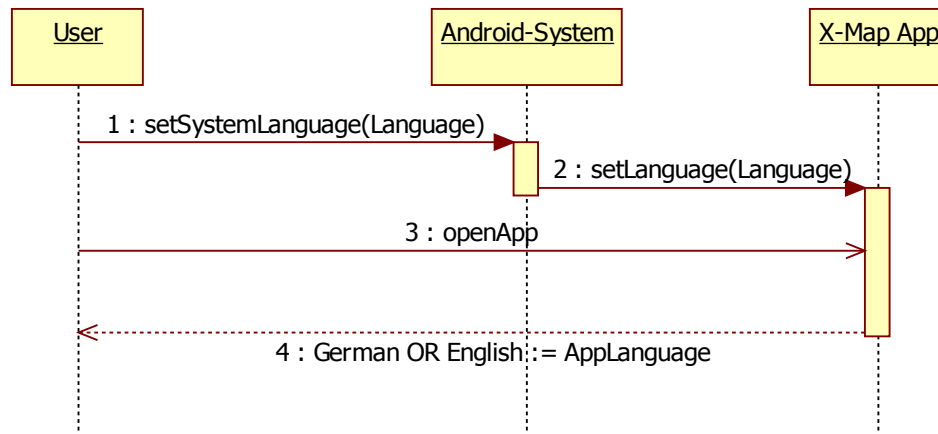 User
Android-System
X-Map App
1 : setSystemLanguage(Language)
2 : setLanguage(Language)
3 : openApp
4 : German OR English := AppLanguage